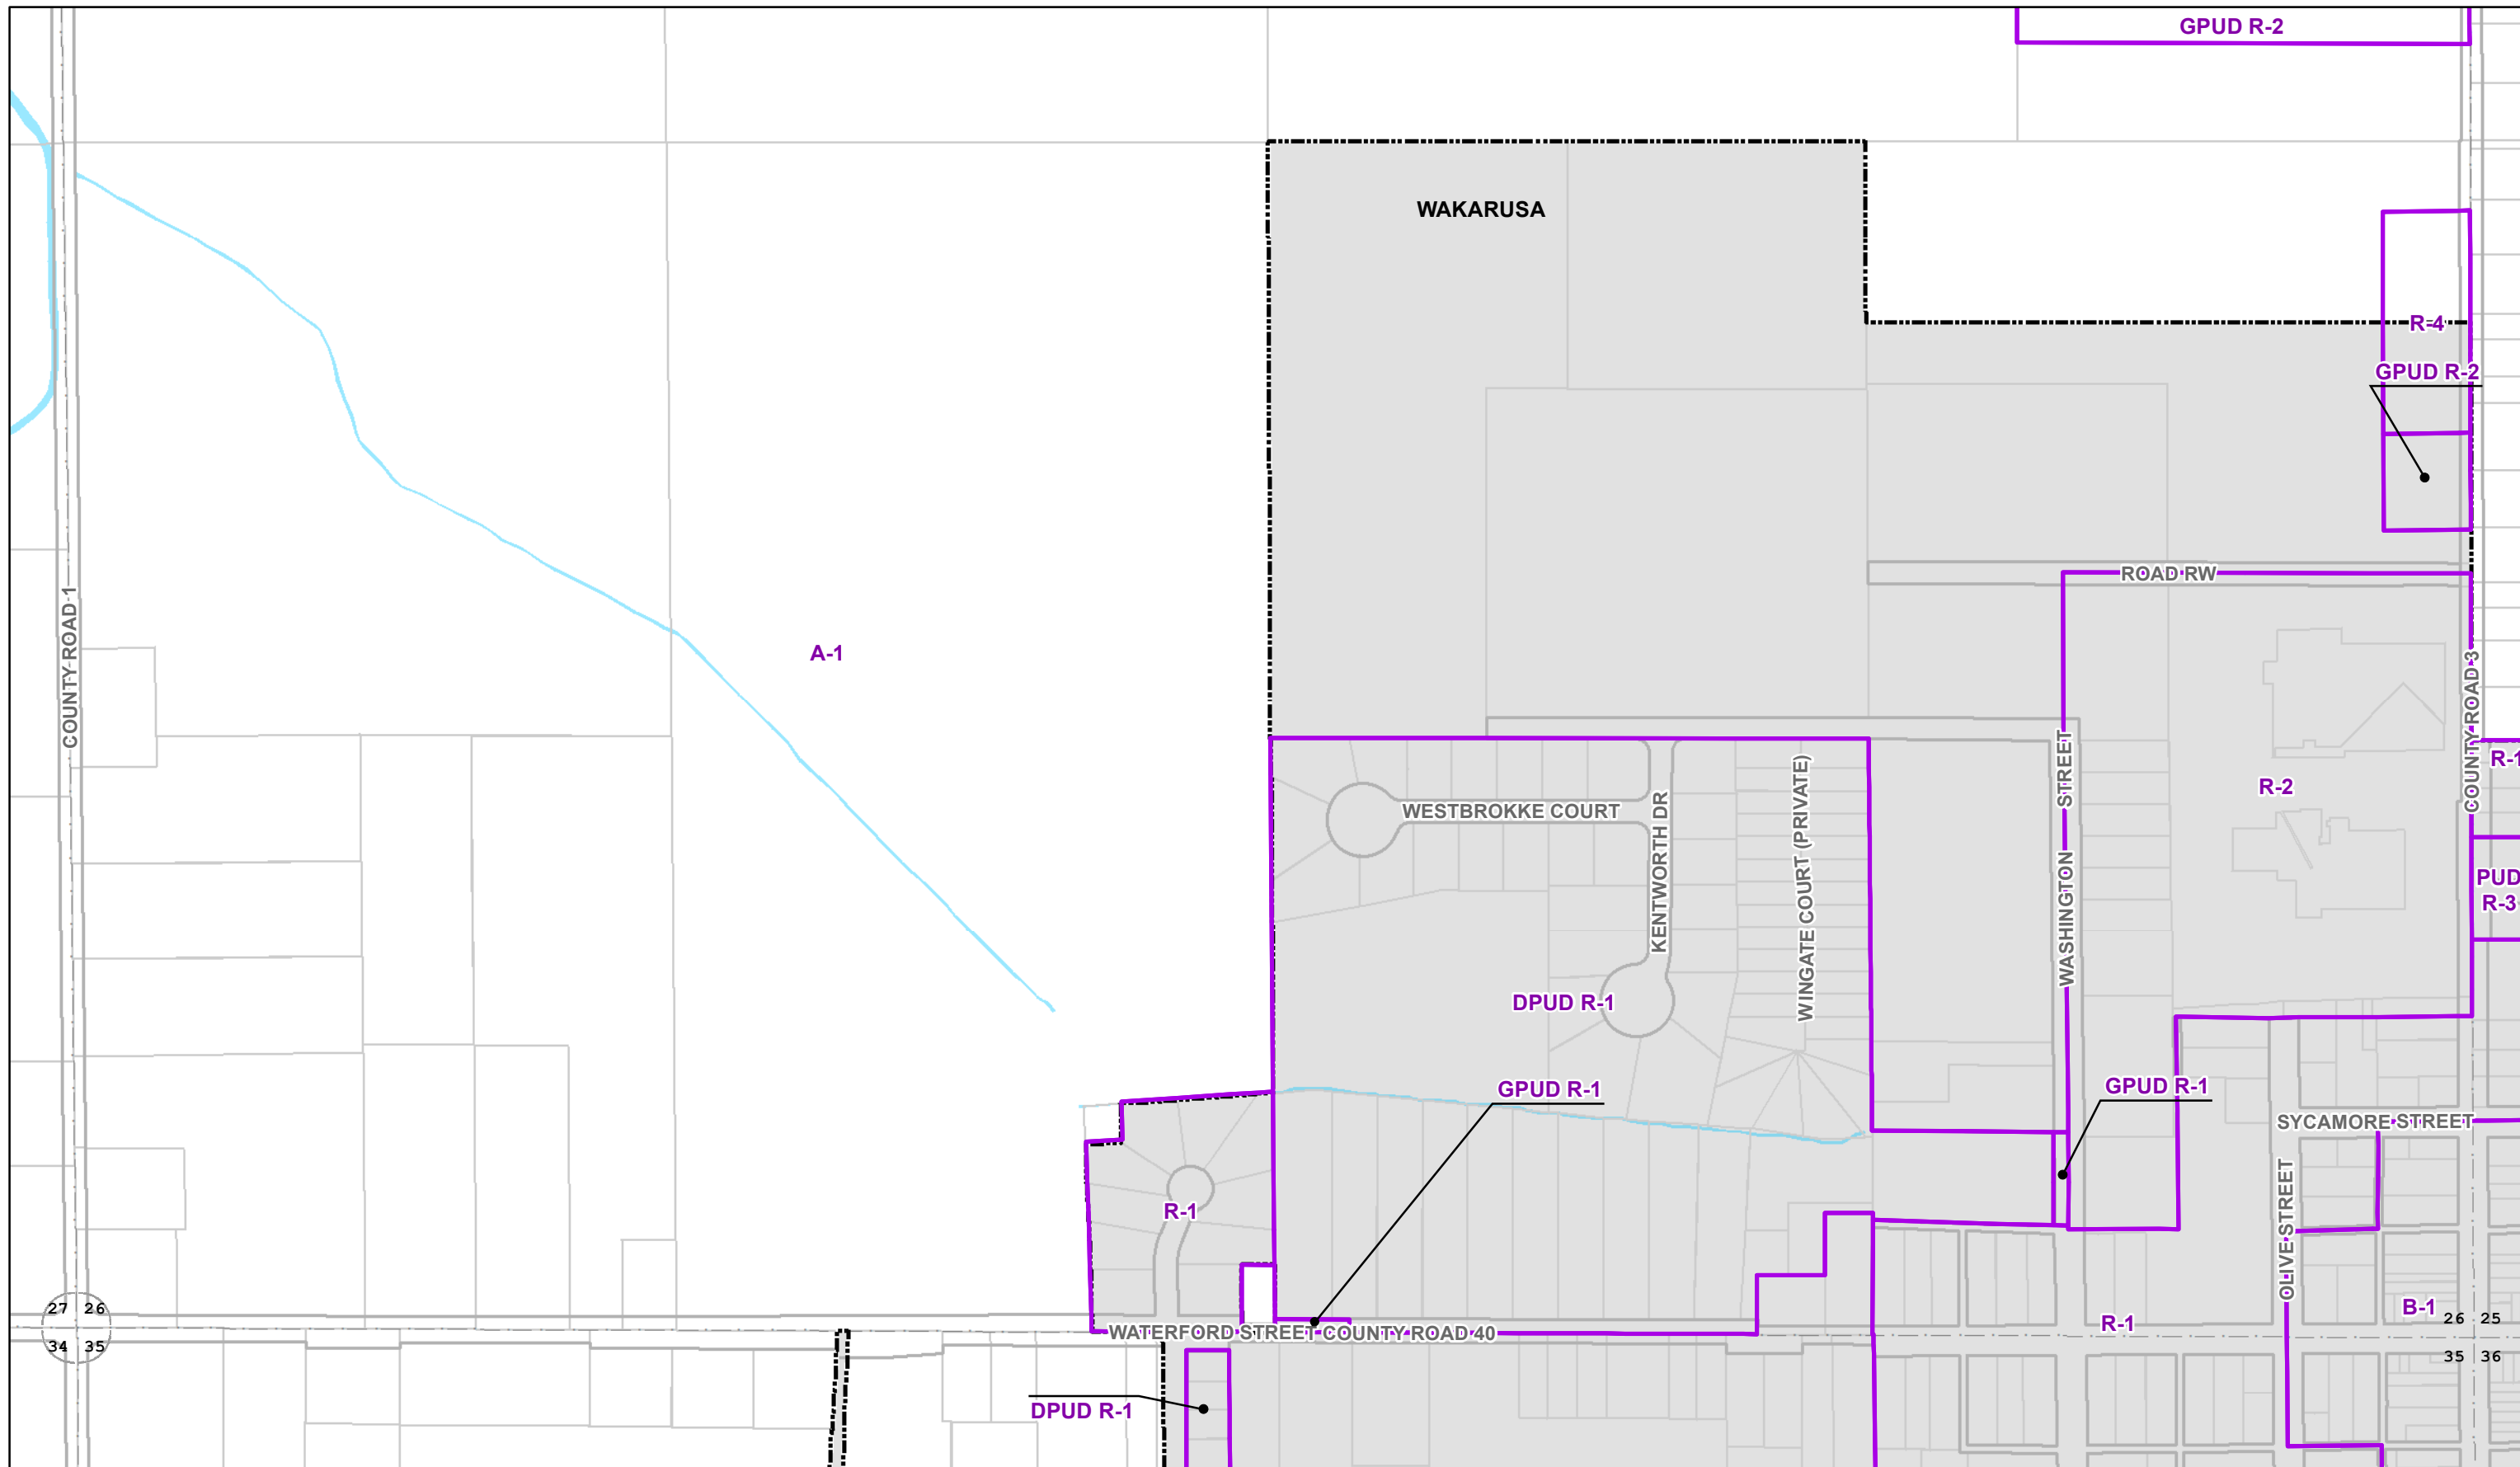 GPUD R-2
WAKARUSA
R-4
GPUD R-2
ROAD RW
COUNTY ROAD 1
A-1
COUNTY ROAD 3
R-1
R-2
WASHINGTON STREET
WESTBROKKE COURT
KENTWORTH DR
WINGATE COURT (PRIVATE)
PUD
R-3
DPUD R-1
GPUD R-1
GPUD R-1
SYCAMORE STREET
OLIVE STREET
R-1
27 26
34 35
B-1
26 25
35 36
R-1
WATERFORD STREET COUNTY ROAD 40
DPUD R-1